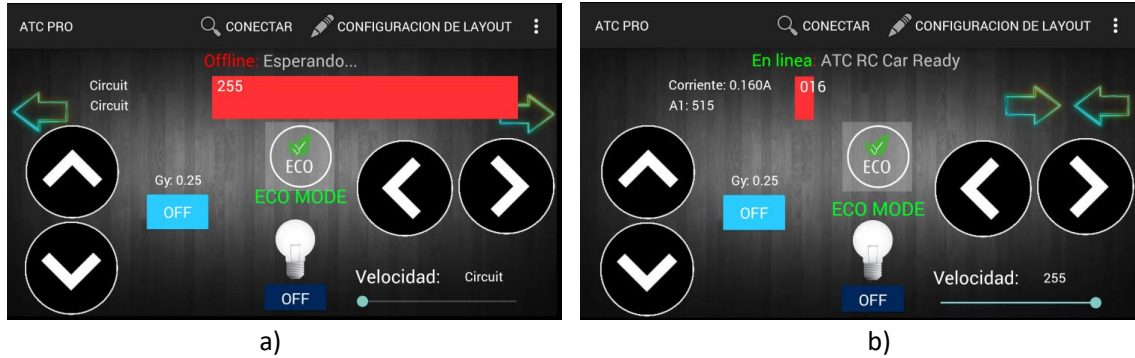 ATC PRO CONECTAR CONFIGURACION DE LAYOUT
Offline: Esperando...
Circuit
Circuit
255
ECO
Gy: 0.25
OFF
ECO MODE
Velocidad: Circuit
OFF
a)
ATC PRO CONECTAR CONFIGURACION DE LAYOUT
En linea: ATC RC Car Ready
Corriente: 0.160A
A1: 515
016
ECO
Gy: 0.25
OFF
ECO MODE
Velocidad: 255
OFF
b)